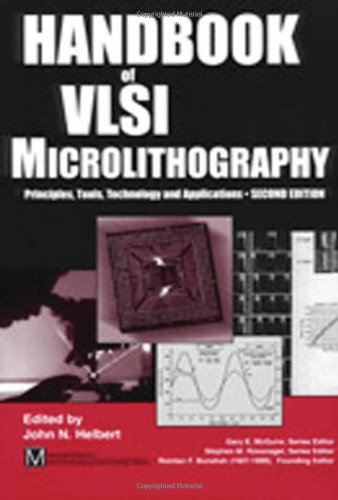 HANDBOOK
of
VLSI
MICROLITHOGRAPHY
Principles, Tools, Technology and Applications • SECOND EDITION
Edited by
John N. Helbert
M
Gary E. McGuire, Series Editor
Stephen M. Rossnagel, Series Editor
Rointan F. Bunshah (1927-1999), Founding Editor